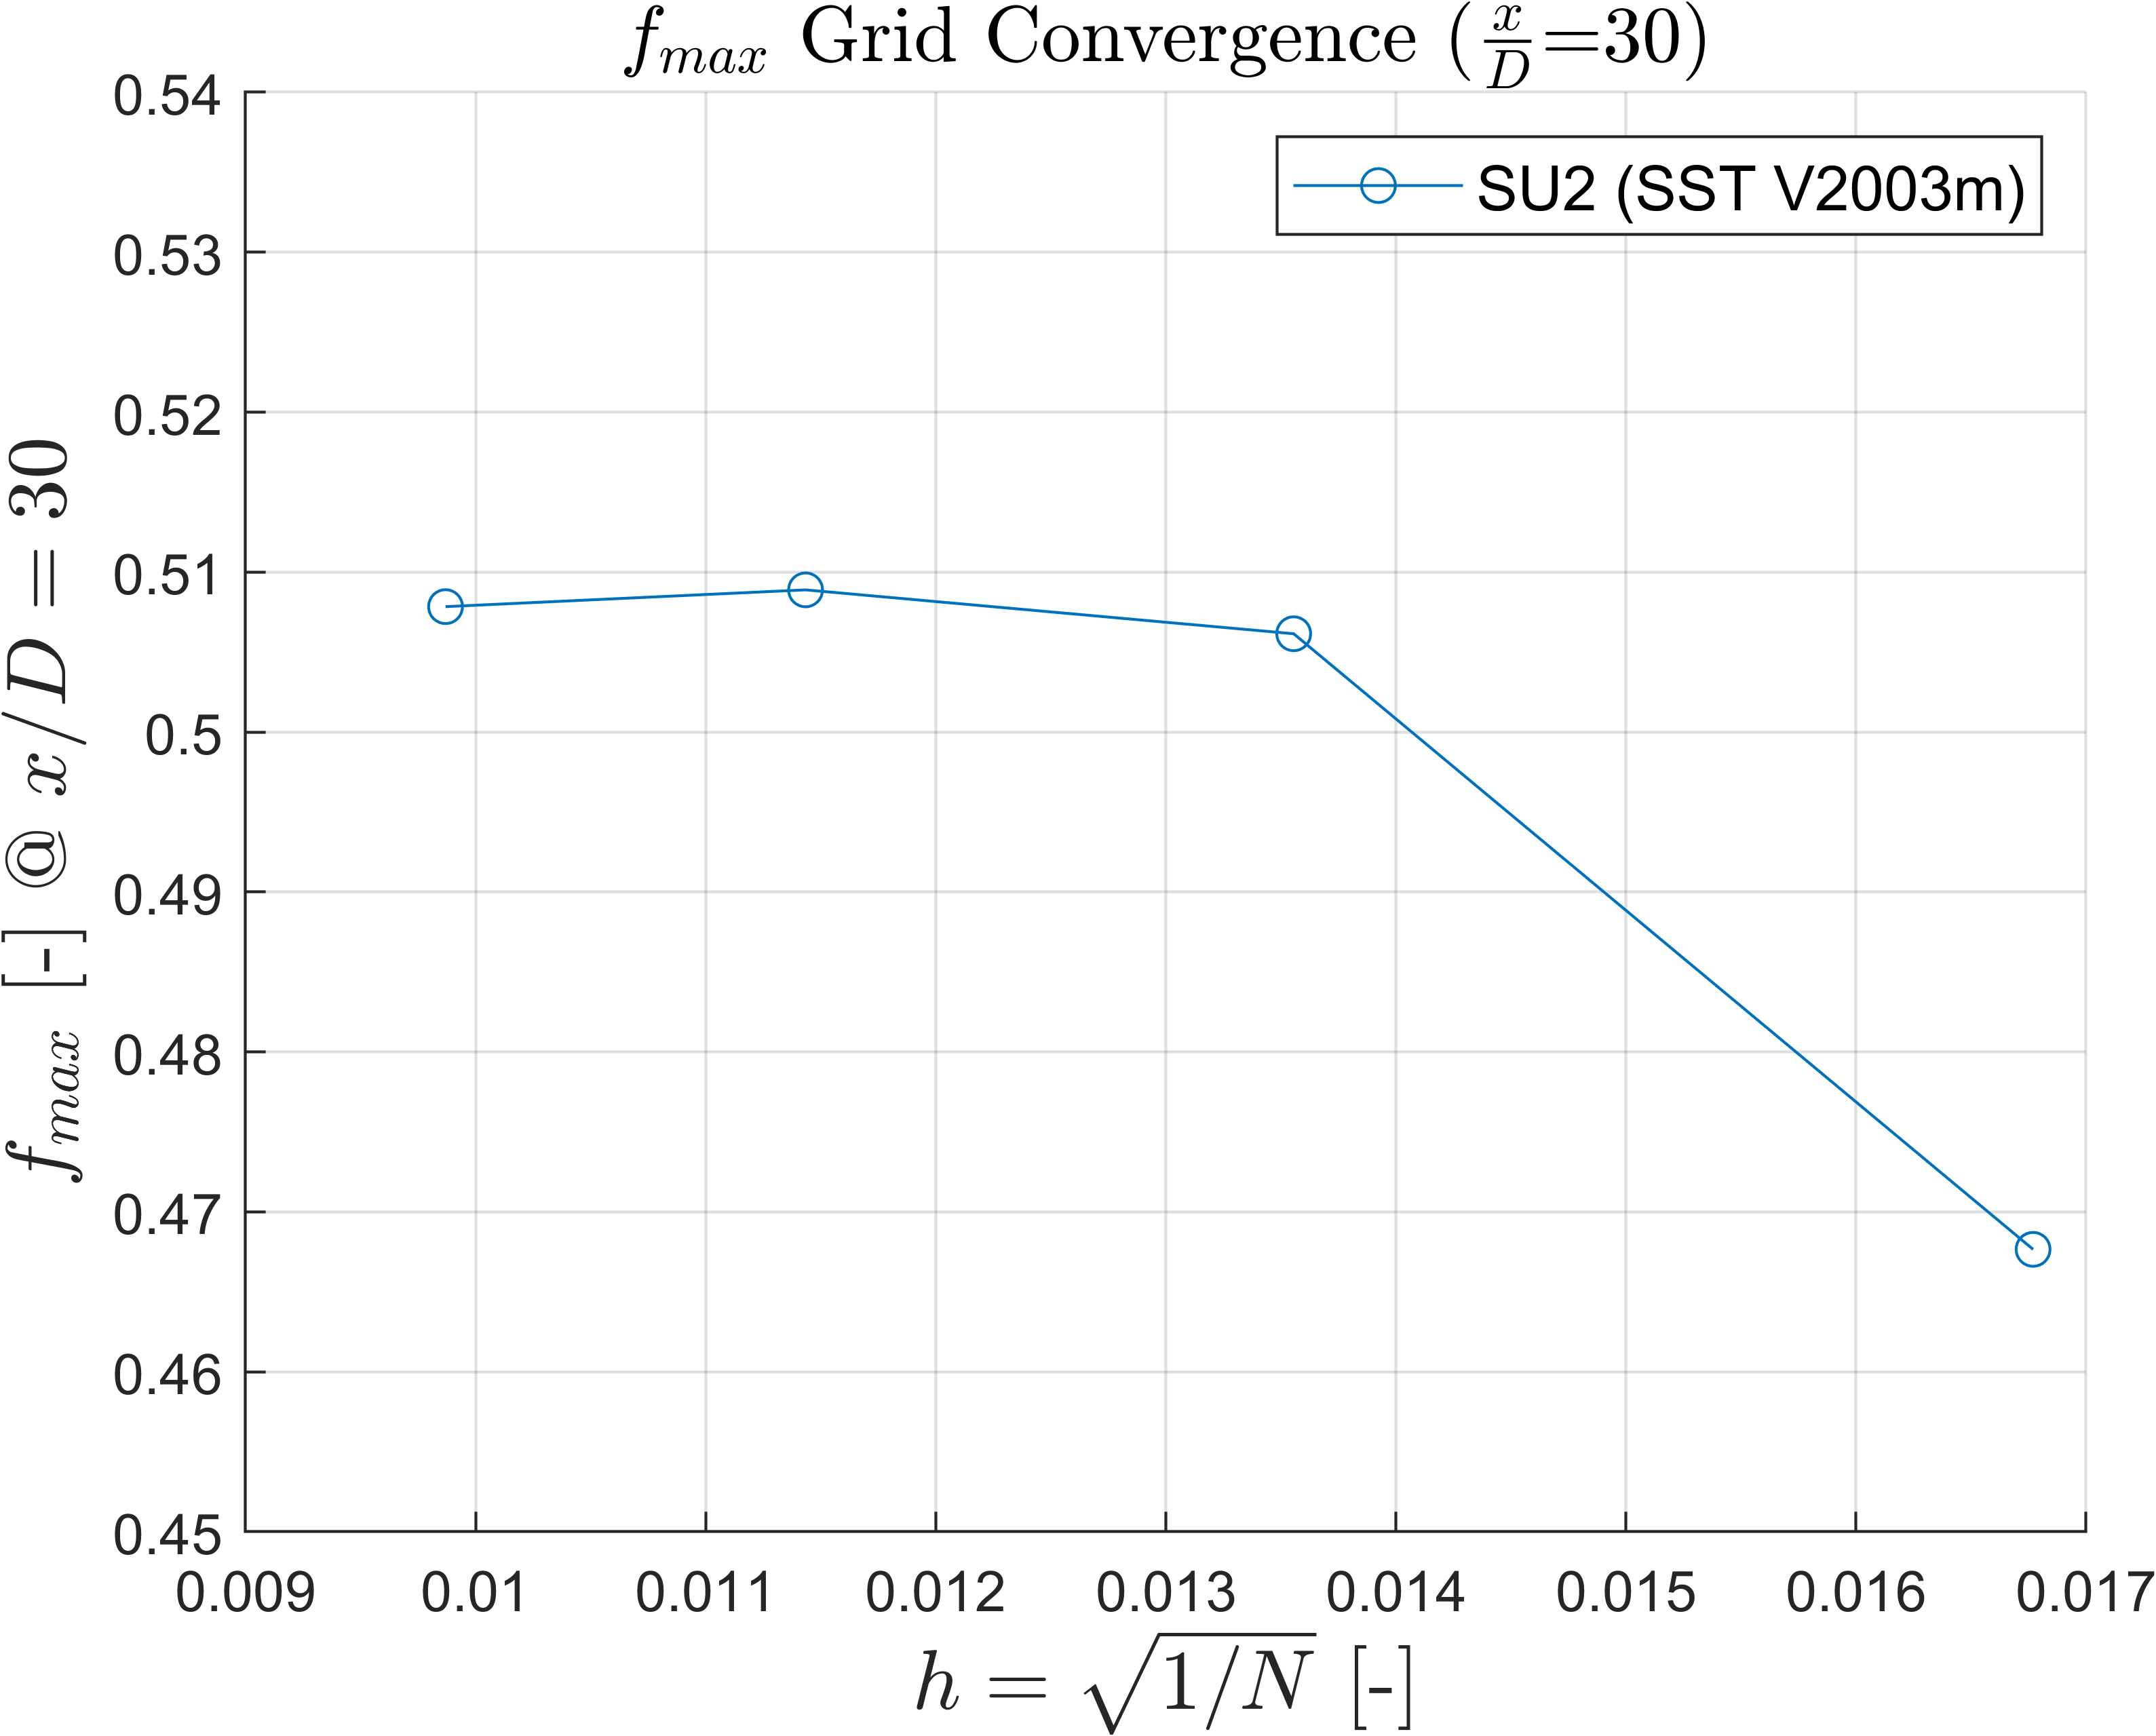 f_max Grid Convergence (x/D=30)
SU2 (SST V2003m)
0.54
0.53
0.52
0.51
0.5
0.49
0.48
0.47
0.46
0.45
f_max [-] @ x/D = 30
0.009 0.01 0.011 0.012 0.013 0.014 0.015 0.016 0.017
h = √1/N [-]